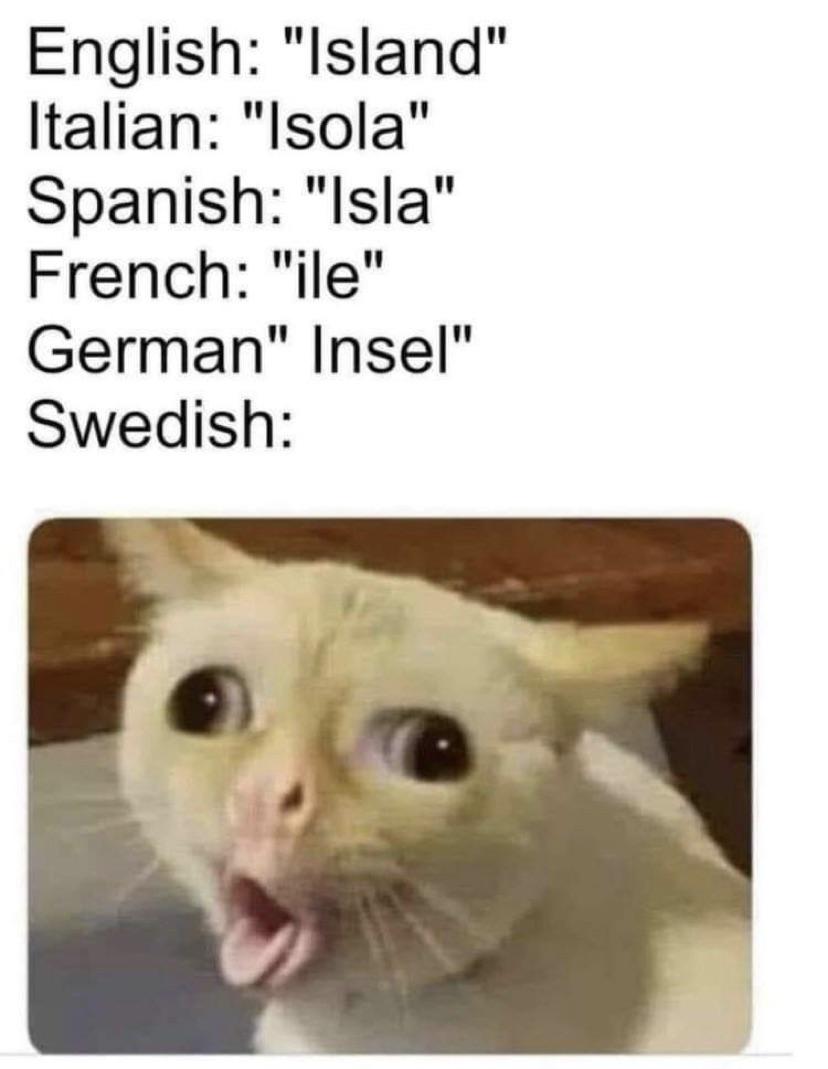 English: "Island"
Italian: "Isola"
Spanish: "Isla"
French: "ile"
German" Insel"
Swedish: